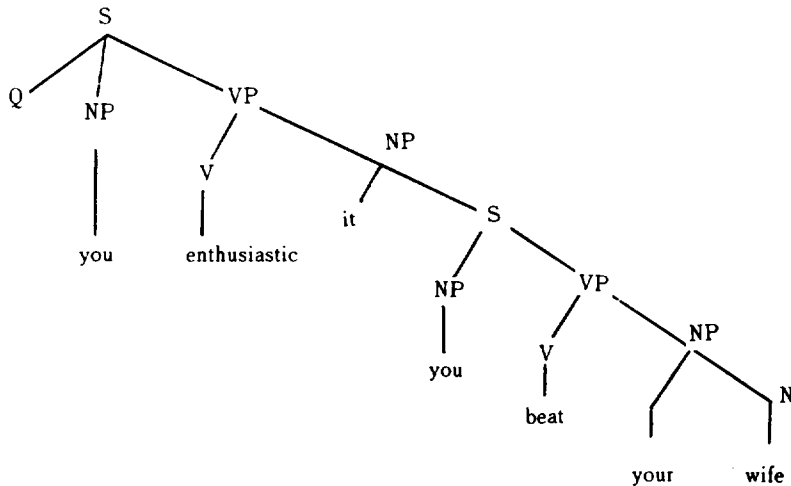 S
Q NP VP
NP
V
it
S
you enthusiastic
NP VP
NP
V
you
N
beat
your wife